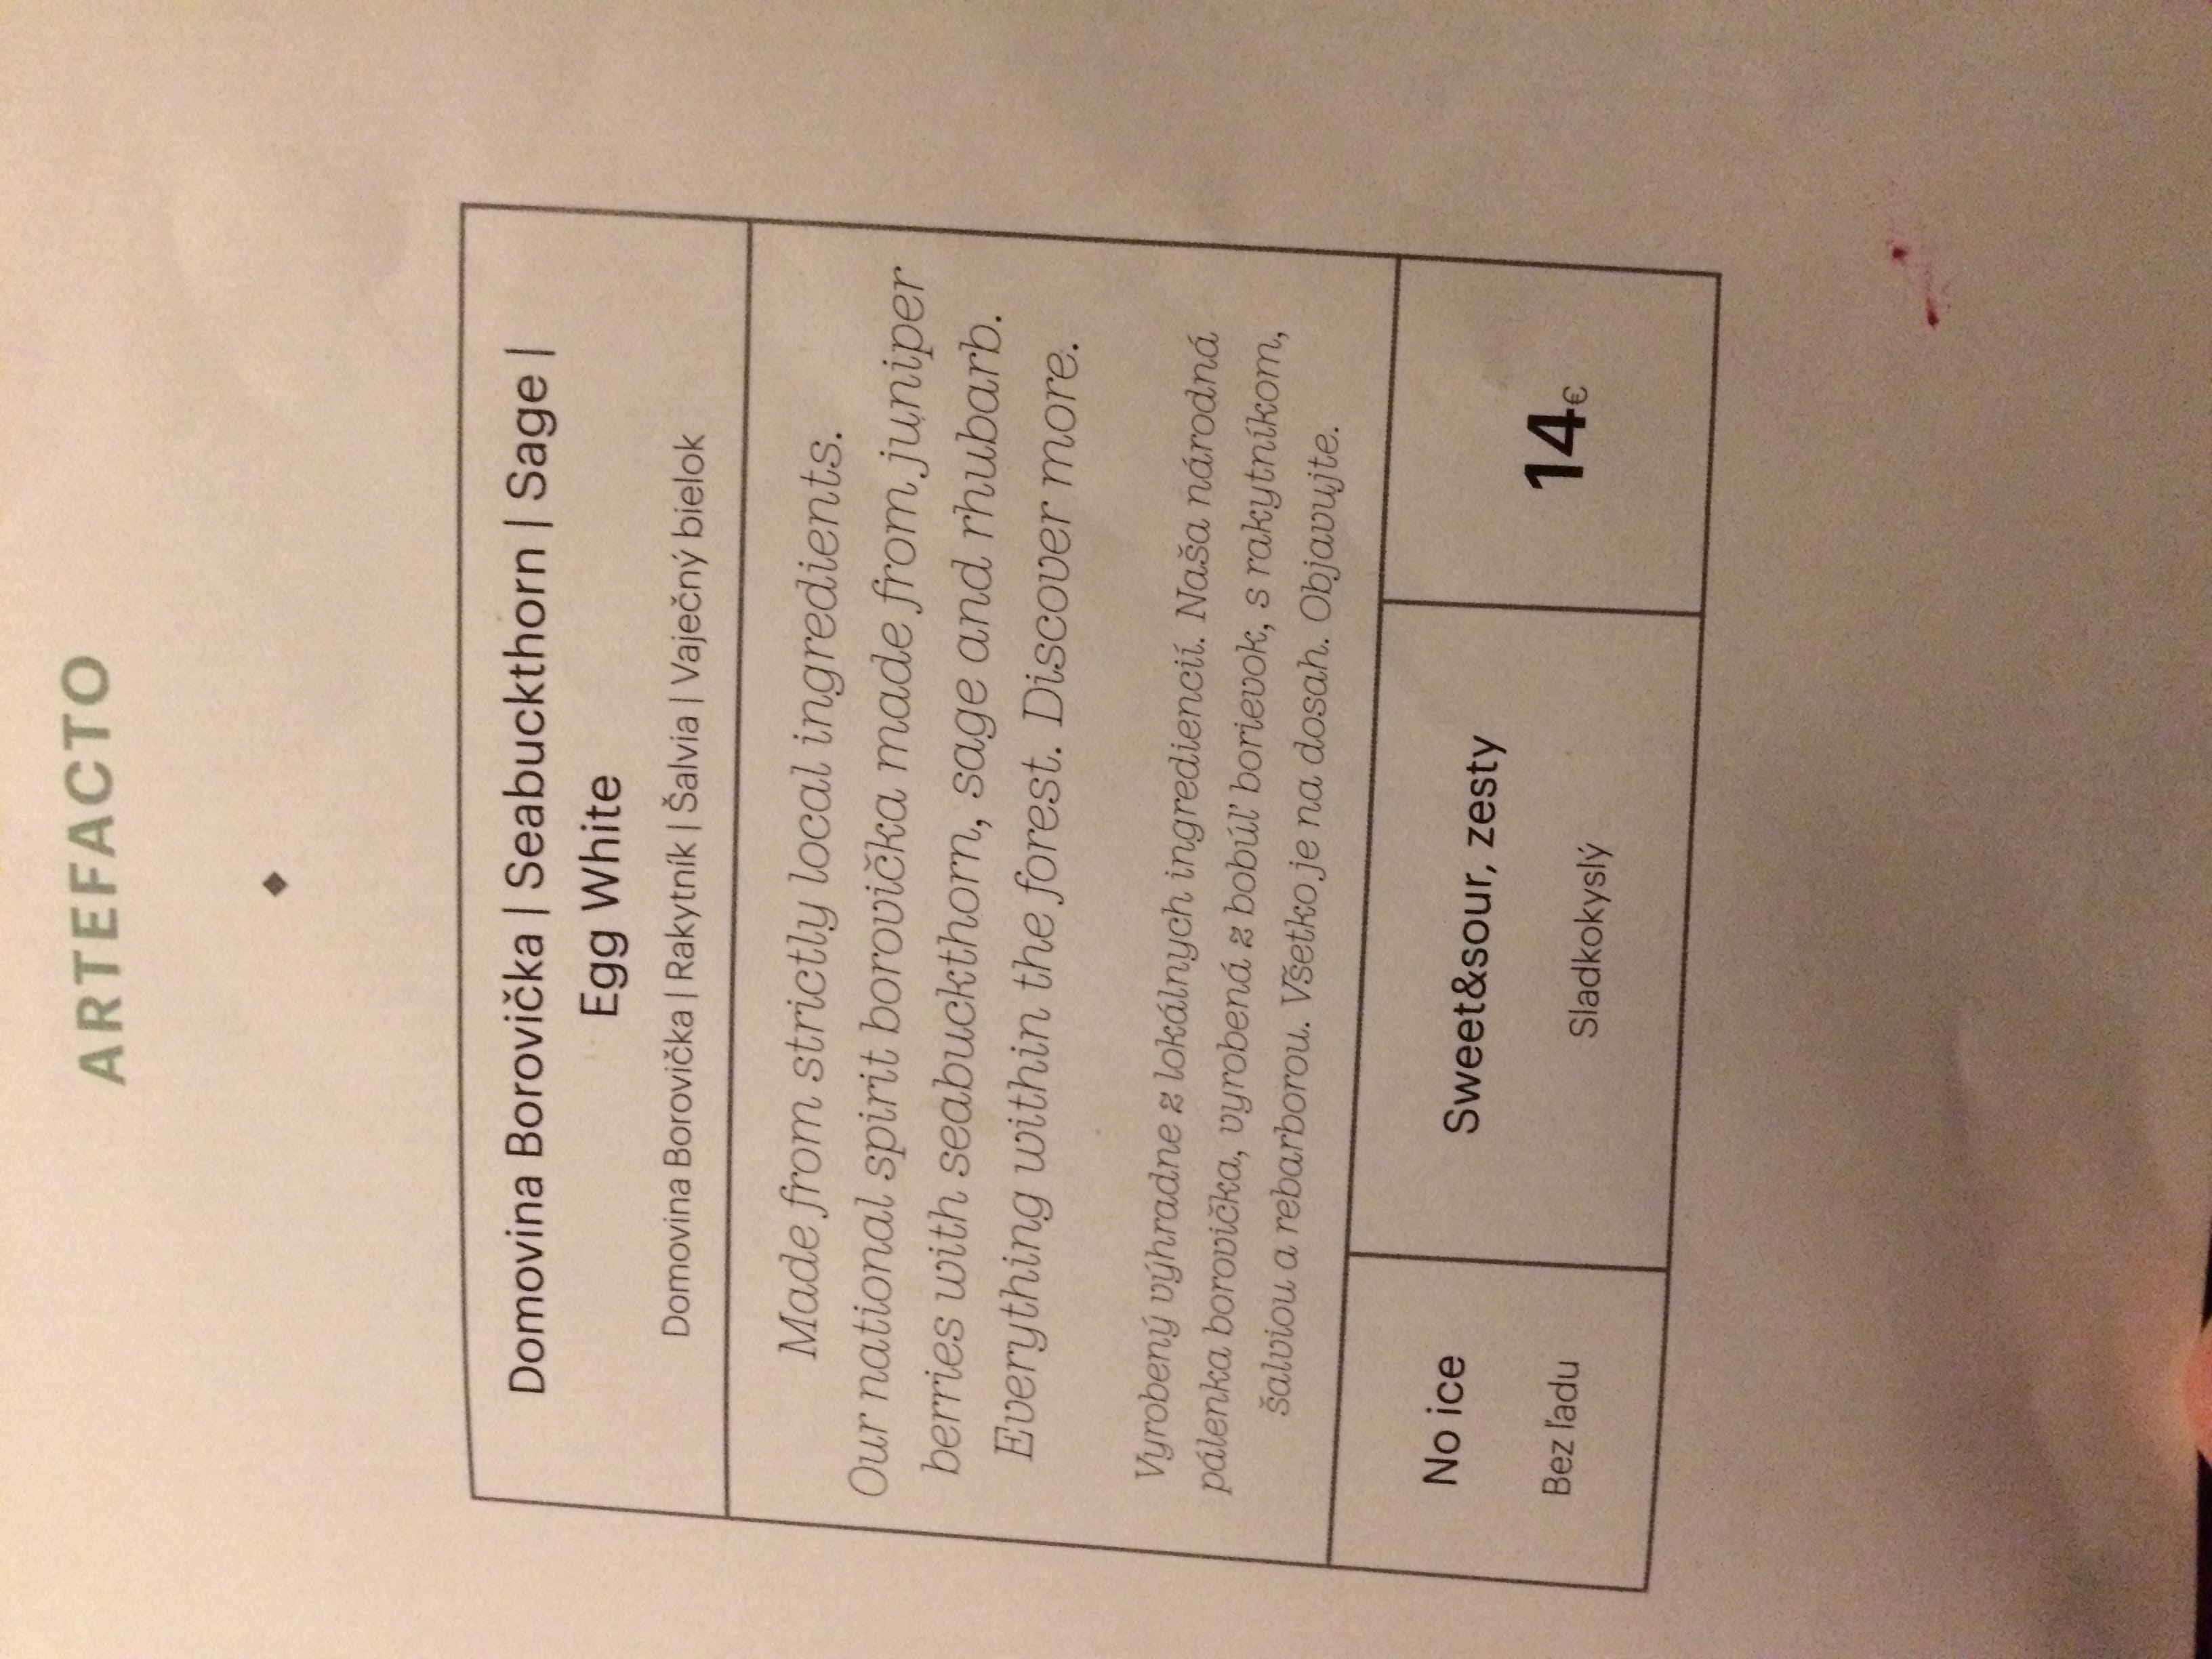 ARTEFACTO
Domovina Borovička | Seabuckthorn | Sage |
Egg White
Domovina Borovička | Rakytník | Šalvia | Vaječný bielok
Made from strictly local ingredients.
Our national spirit borovička made from juniper
berries with seabuckthorn, sage and rhubarb.
Everything within the forest. Discover more.
Vyrobený výhradne z lokálnych ingrediencií. Naša národná
pálenka borovička, vyrobená z bobúľ borievok, s rakytníkom,
šalviou a rebarborou. Všetko je na dosah. Objavujte.
No ice
Bez ľadu
Sweet&sour, zesty
Sladkokyslý
14€